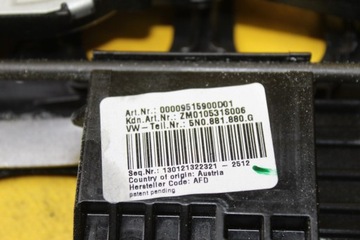 Art.Nr.: 00009515900D01
Kdn.Art.Nr.: ZM010531S006
VW-Teil.Nr.: 5N0.881.880.G
Seq.Nr.: 130121322321 - 2512
Country of origin: Austria
Hersteller Code: AFD
patent pending